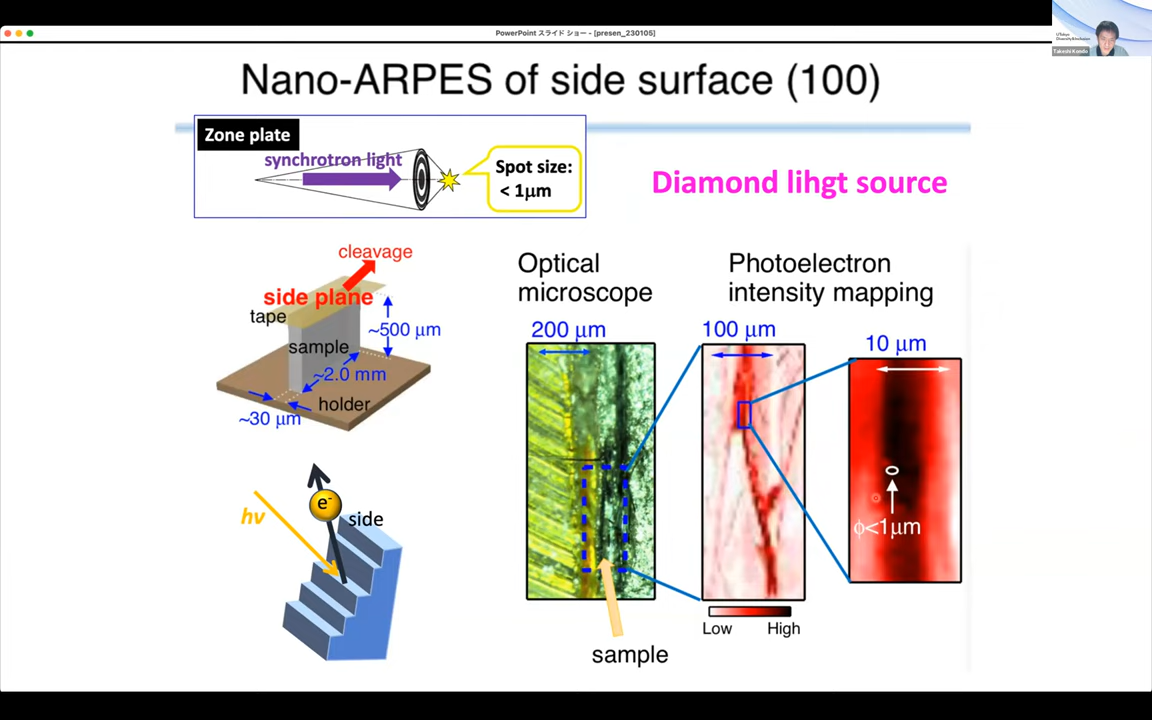 PowerPoint スライド ショー - [presen_230105]
UTokyo
Diversity & Inclusion
Takeshi Kondo
Nano-ARPES of side surface (100)
Zone plate
synchrotron light
Spot size:
< 1μm
Diamond lihgt source
cleavage
side plane
tape
sample
~500 μm
~2.0 mm
holder
~30 μm
hν
e-
side
Optical
microscope
200 μm
sample
Photoelectron
intensity mapping
100 μm
Low
High
10 μm
ϕ<1μm